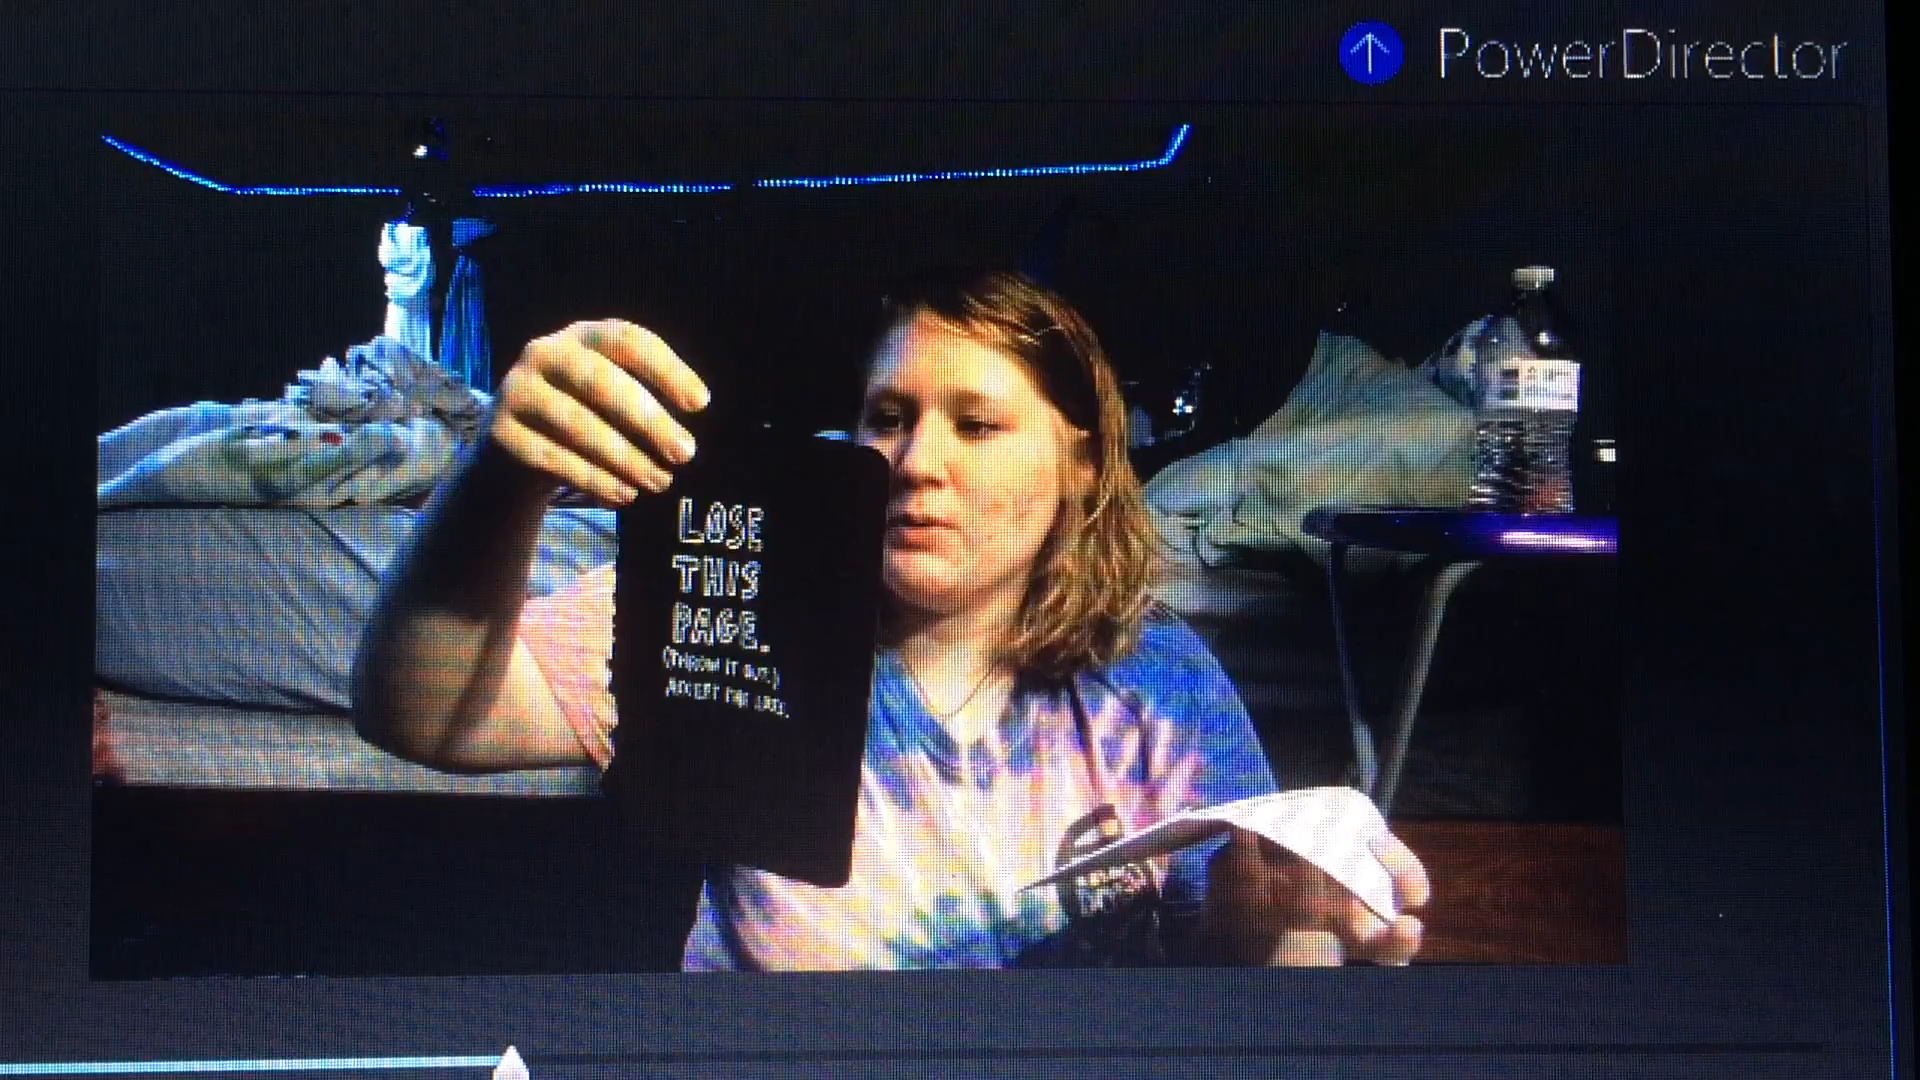 PowerDirector
LOSE
THIS
PAGE.
(THROW IT OUT.)
ACCEPT THE LOSS.